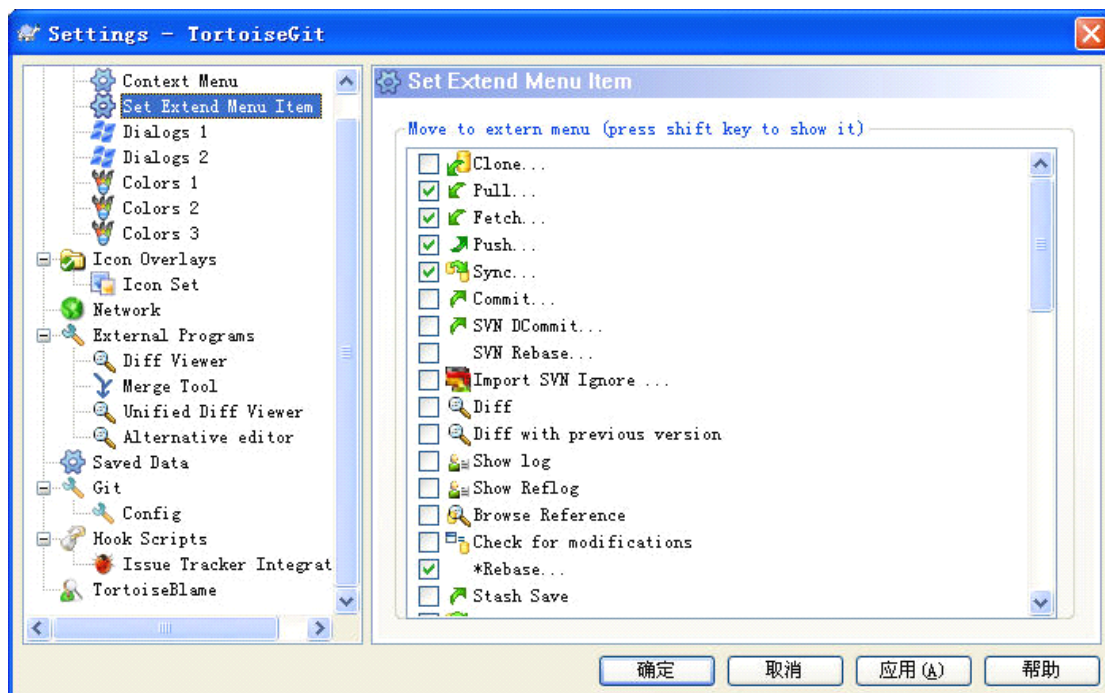 Settings - TortoiseGit
Context Menu
Set Extend Menu Item
Dialogs 1
Dialogs 2
Colors 1
Colors 2
Colors 3
Icon Overlays
Icon Set
Network
External Programs
Diff Viewer
Merge Tool
Unified Diff Viewer
Alternative editor
Saved Data
Git
Config
Hook Scripts
Issue Tracker Integrat
TortoiseBlame
Set Extend Menu Item
Move to extern menu (press shift key to show it)
Clone...
Pull...
Fetch...
Push...
Sync...
Commit...
SVN DCommit...
SVN Rebase...
Import SVN Ignore ...
Diff
Diff with previous version
Show log
Show Reflog
Browse Reference
Check for modifications
*Rebase...
Stash Save
确定
取消
应用(A)
帮助